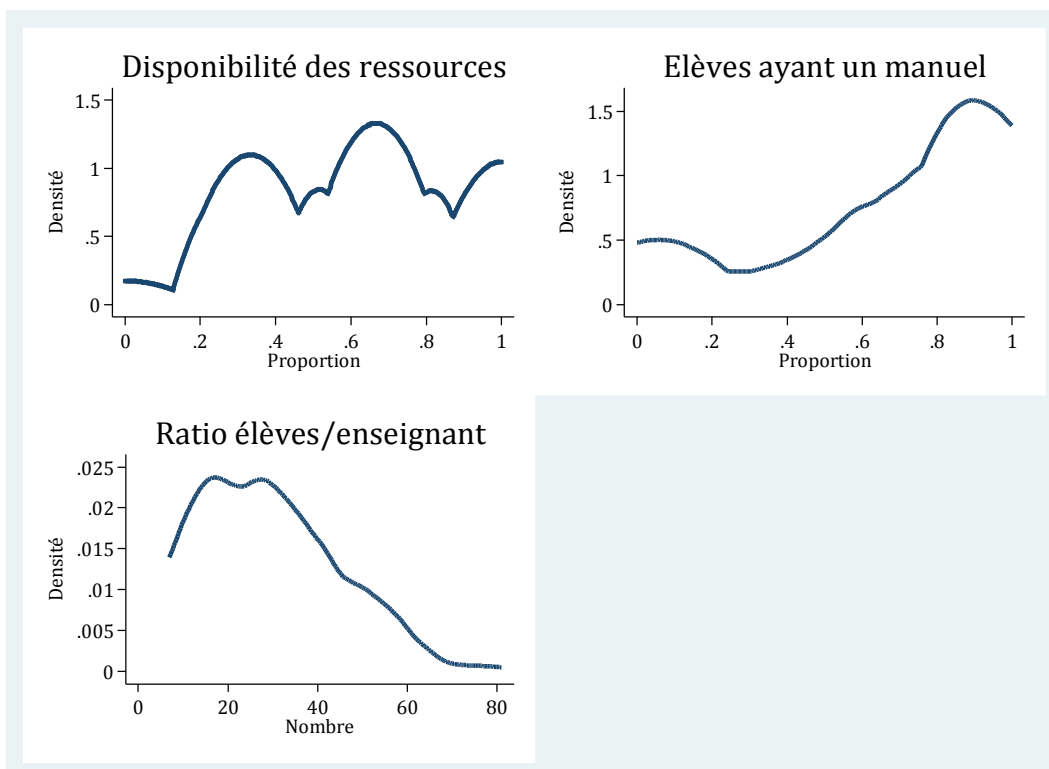 Disponibilité des ressources
1.5
1
.5
0
Densité
0 .2 .4 .6 .8 1
Proportion
Elèves ayant un manuel
1.5
1
.5
0
Densité
0 .2 .4 .6 .8 1
Proportion
Ratio élèves/enseignant
.025
.02
.015
.01
.005
0
Densité
0 20 40 60 80
Nombre